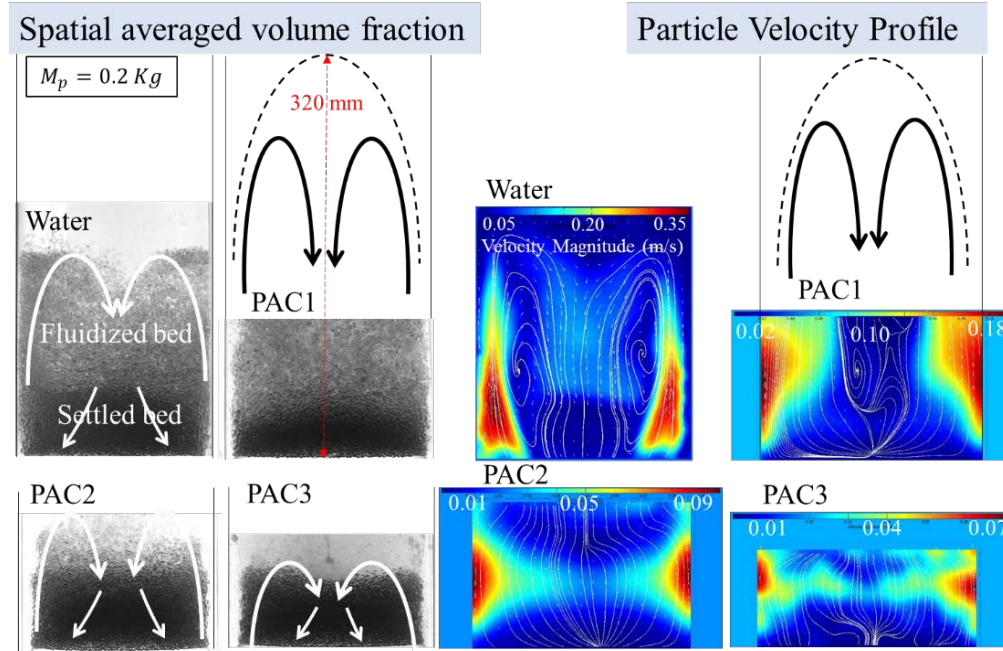 Spatial averaged volume fraction
Particle Velocity Profile
M_p = 0.2 Kg
320 mm
Water
Fluidized bed
Settled bed
PAC1
Water
0.05 0.20 0.35
Velocity Magnitude (m/s)
PAC1
0.02 0.10 0.18
PAC2
PAC3
PAC2
0.01 0.05 0.09
PAC3
0.01 0.04 0.07